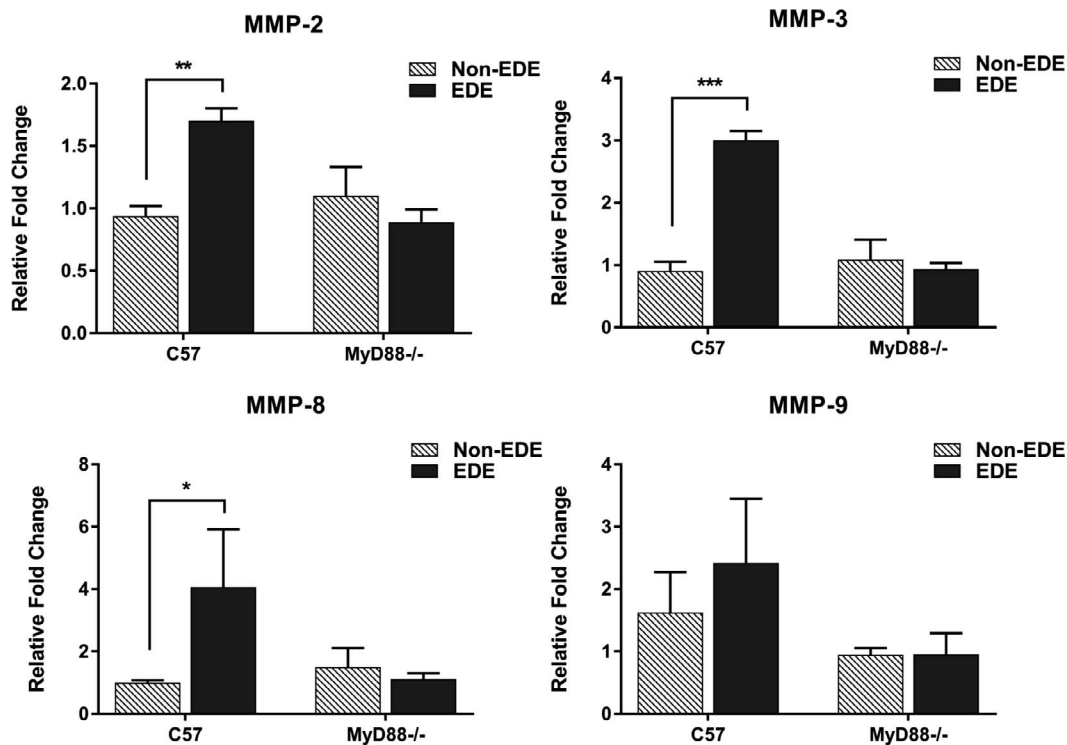 MMP-2
Non-EDE
EDE
**
Relative Fold Change
2.0
1.5
1.0
0.5
0.0
C57
MyD88-/-
MMP-3
Non-EDE
EDE
***
Relative Fold Change
4
3
2
1
0
C57
MyD88-/-
MMP-8
Non-EDE
EDE
*
Relative Fold Change
8
6
4
2
0
C57
MyD88-/-
MMP-9
Non-EDE
EDE
Relative Fold Change
4
3
2
1
0
C57
MyD88-/-